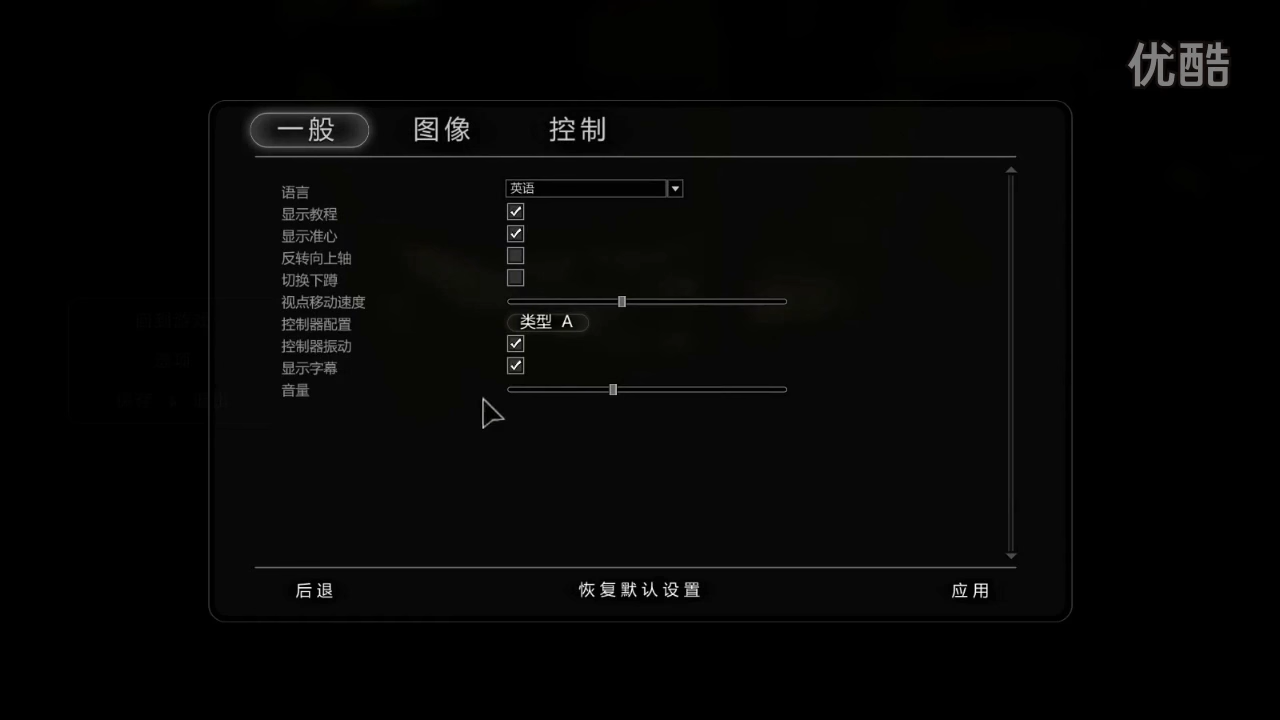 优酷
一般 图像 控制
语言 英语
显示教程
显示准心
反转向上轴
切换下蹲
视点移动速度
控制器配置 类型 A
控制器振动
显示字幕
音量
后退 恢复默认设置 应用